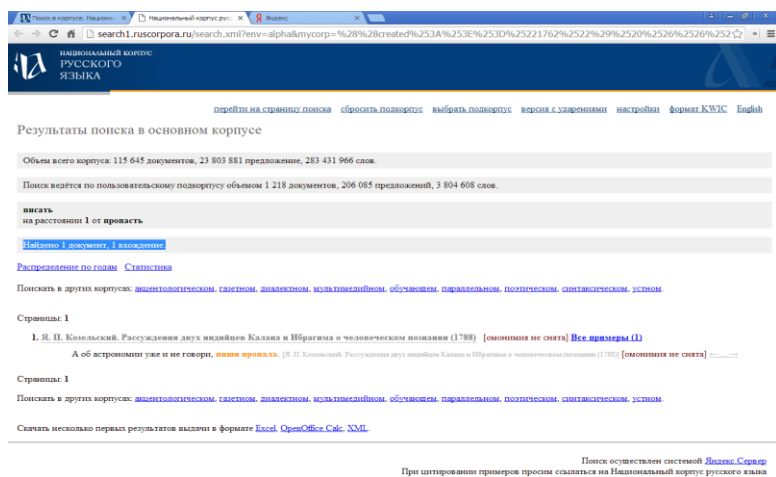 Поиск в корпусе. Национал
Национальный корпус рус
Яндекс
search1.ruscorpora.ru/search.xml?env=alpha&mycorp=%28%28created%253A%253E%253D%25221762%2522%29%2520%2526%2526%252
НАЦИОНАЛЬНЫЙ КОРПУС
РУССКОГО
ЯЗЫКА
перейти на страницу поиска сбросить подкорпус выбрать подкорпус версия с ударениями настройки формат KWIC English
Результаты поиска в основном корпусе
Объем всего корпуса: 115 645 документов, 23 803 881 предложение, 283 431 966 слов.
Поиск ведётся по пользовательскому подкорпусу объемом 1 218 документов, 206 085 предложений, 3 804 608 слов.
писать
на расстоянии 1 от пропасть
Найдено 1 документ, 1 вхождение.
Распределение по годам Статистика
Поискать в других корпусах: акцентологическом, газетном, диалектном, мультимедийном, обучающем, параллельном, поэтическом, синтаксическом, устном.
Страницы: 1
1. Я. П. Козельский. Рассуждения двух индийцев Калана и Ибрагима о человеческом познании (1788) [омонимия не снята] Все примеры (1)
А об астрономии уже и не говори, пиши пропала. [Я. П. Козельский. Рассуждения двух индийцев Калана и Ибрагима о человеческом познании (1788)] [омонимия не снята] ←…→
Страницы: 1
Поискать в других корпусах: акцентологическом, газетном, диалектном, мультимедийном, обучающем, параллельном, поэтическом, синтаксическом, устном.
Скачать несколько первых результатов выдачи в формате Excel, OpenOffice Calc, XML.
Поиск осуществлен системой Яндекс.Сервер
При цитировании примеров просим ссылаться на Национальный корпус русского языка